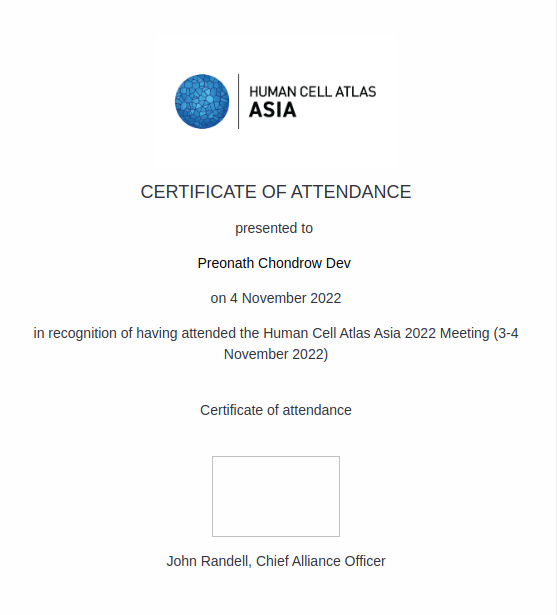 HUMAN CELL ATLAS
ASIA
CERTIFICATE OF ATTENDANCE
presented to
Preonath Chondrow Dev
on 4 November 2022
in recognition of having attended the Human Cell Atlas Asia 2022 Meeting (3-4
November 2022)
Certificate of attendance
John Randell, Chief Alliance Officer